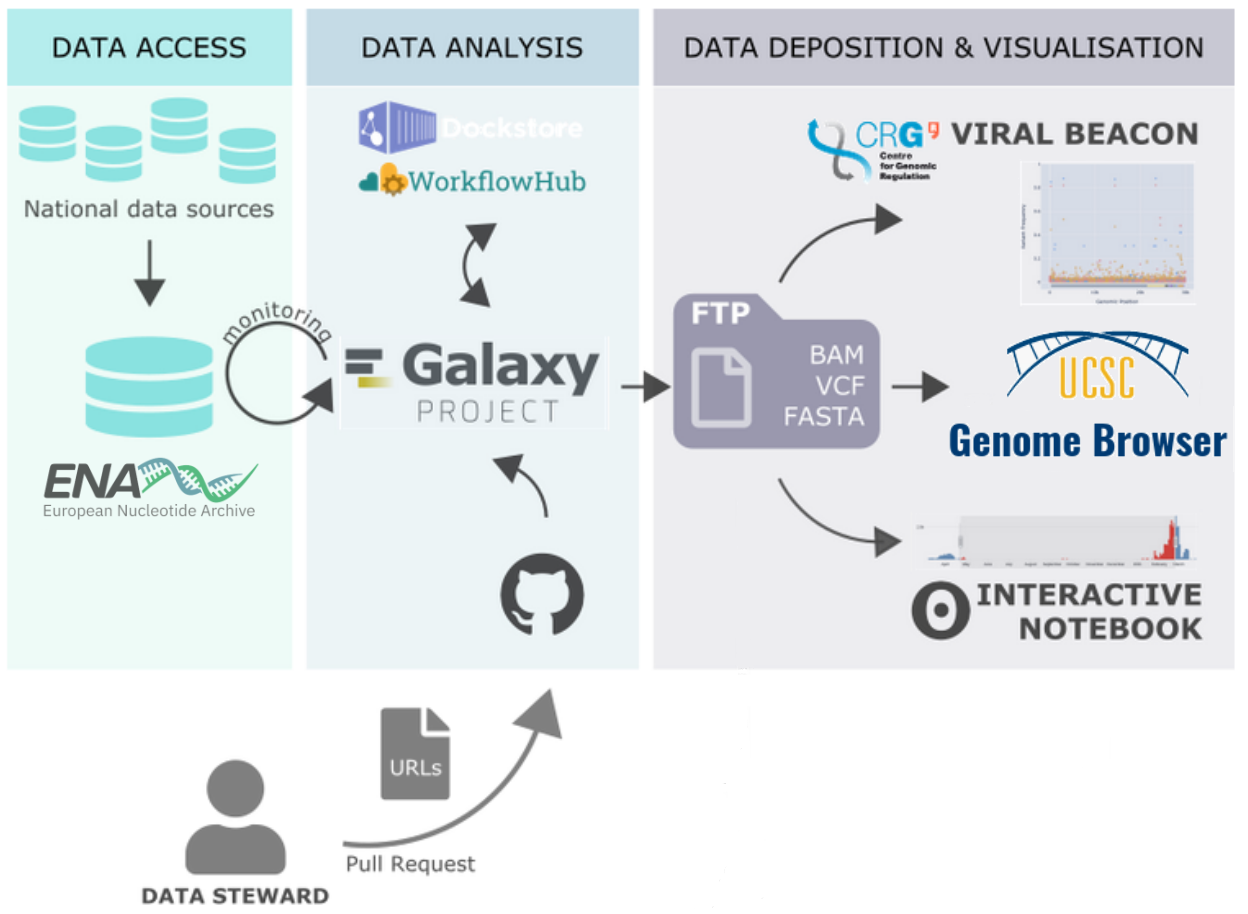 DATA ACCESS
National data sources
monitoring
ENA
European Nucleotide Archive
DATA ANALYSIS
Dockstore
WorkflowHub
Galaxy
PROJECT
DATA DEPOSITION & VISUALISATION
CRG
Centre
for Genomic
Regulation
VIRAL BEACON
Genomic Position
FTP
BAM
VCF
FASTA
UCSC
Genome Browser
INTERACTIVE
NOTEBOOK
URLs
Pull Request
DATA STEWARD